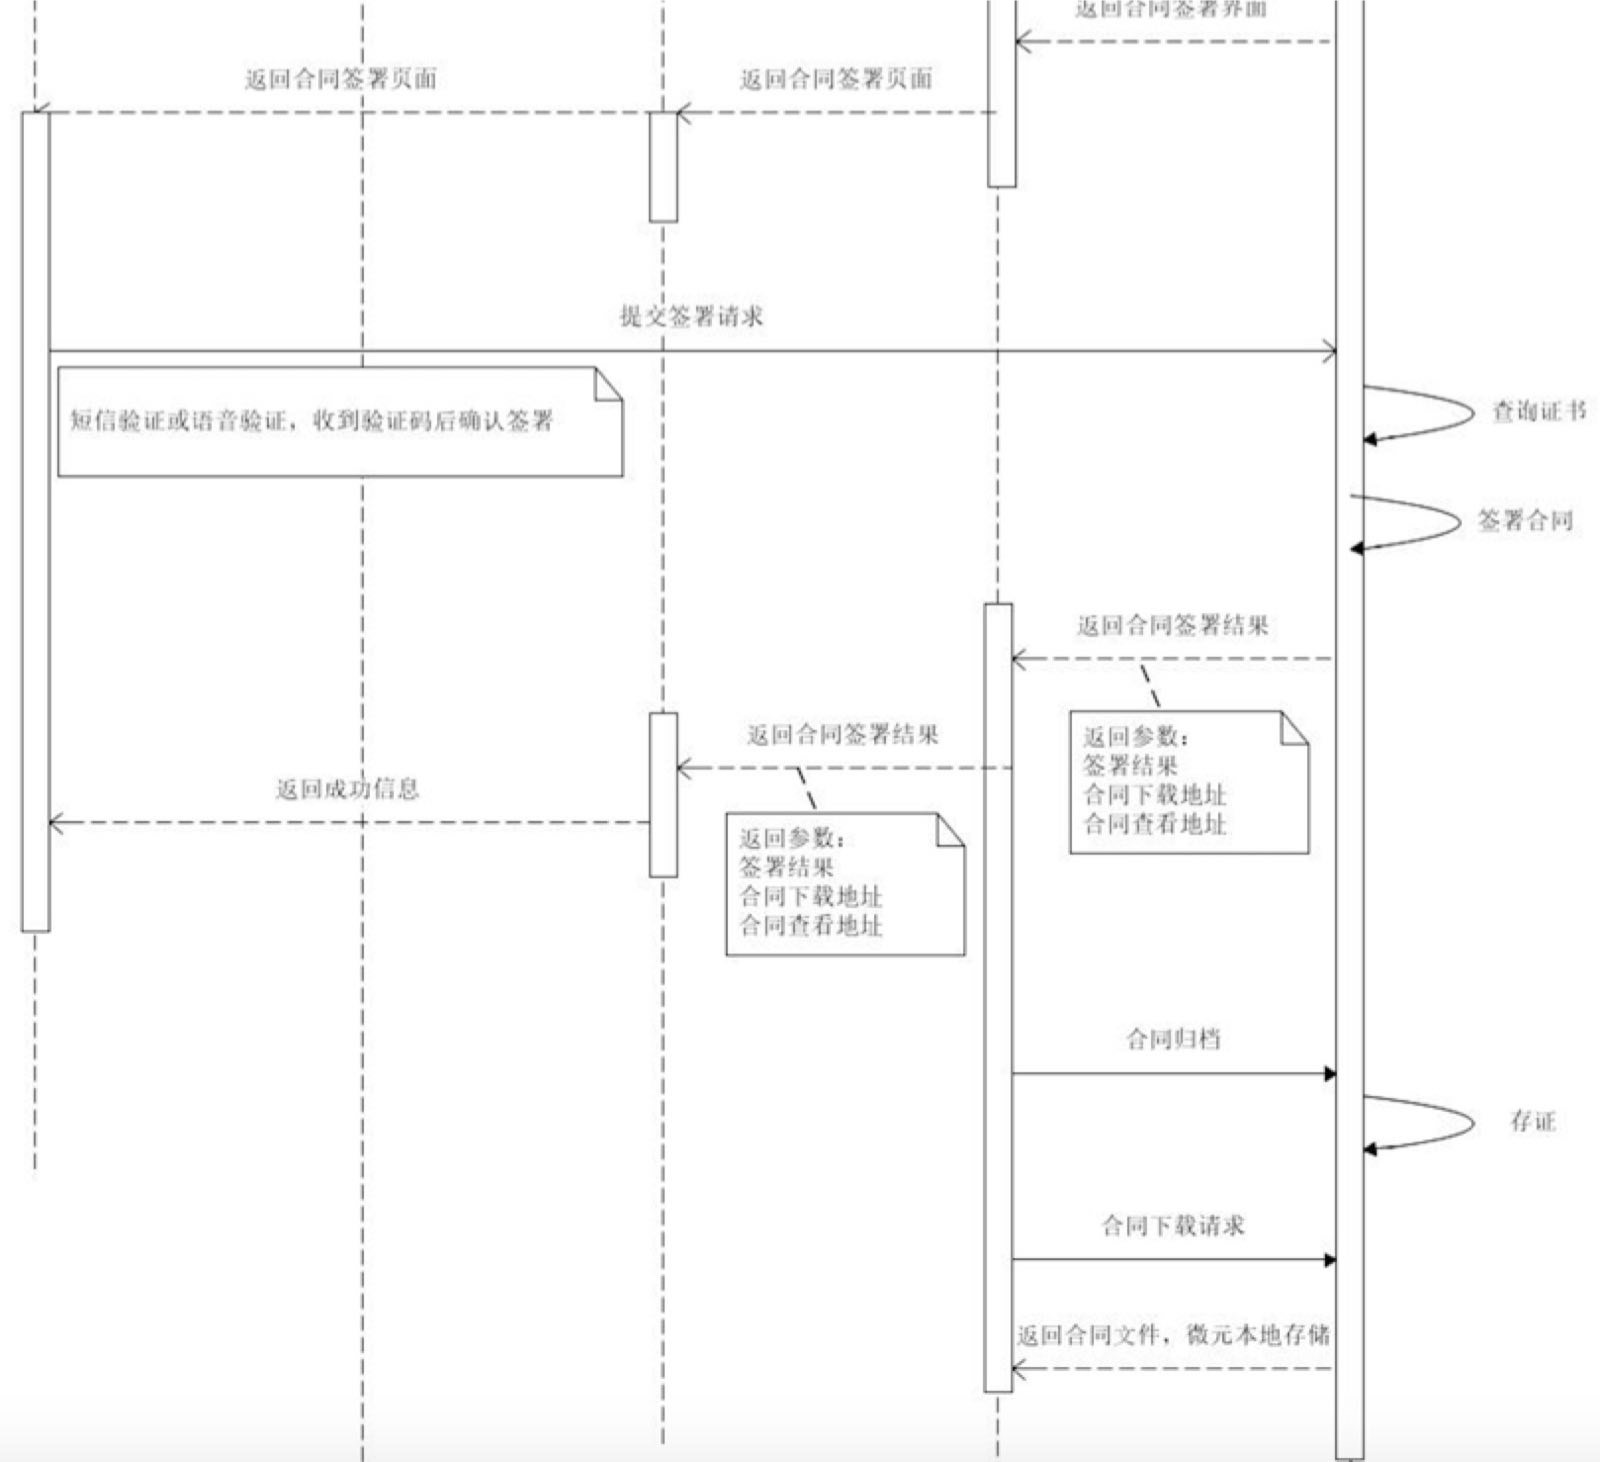 返回合同签署界面
返回合同签署页面
返回合同签署页面
提交签署请求
短信验证或语音验证，收到验证码后确认签署
查询证书
签署合同
返回合同签署结果
返回合同签署结果
返回参数：
签署结果
合同下载地址
合同查看地址
返回成功信息
返回参数：
签署结果
合同下载地址
合同查看地址
合同归档
存证
合同下载请求
返回合同文件，微元本地存储